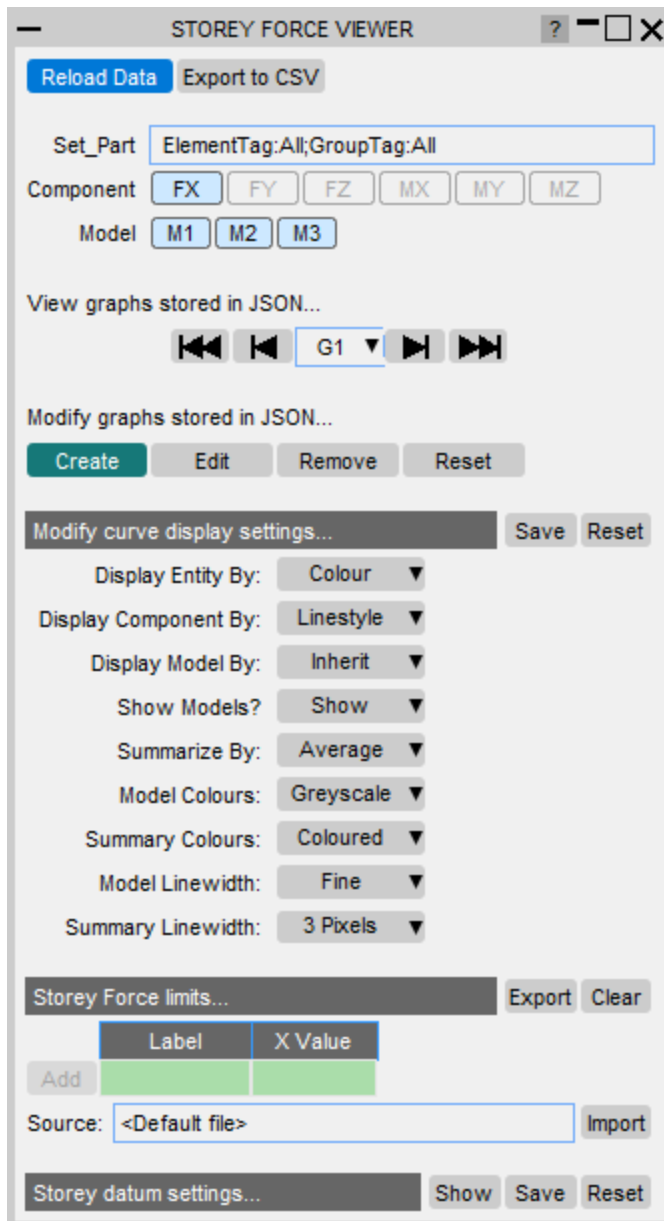 STOREY FORCE VIEWER ?
Reload Data Export to CSV
Set_Part ElementTag:All;GroupTag:All
Component FX FY FZ MX MY MZ
Model M1 M2 M3
View graphs stored in JSON...
G1
Modify graphs stored in JSON...
Create Edit Remove Reset
Modify curve display settings... Save Reset
Display Entity By: Colour
Display Component By: Linestyle
Display Model By: Inherit
Show Models? Show
Summarize By: Average
Model Colours: Greyscale
Summary Colours: Coloured
Model Linewidth: Fine
Summary Linewidth: 3 Pixels
Storey Force limits... Export Clear
Label X Value
Add
Source: <Default file> Import
Storey datum settings... Show Save Reset